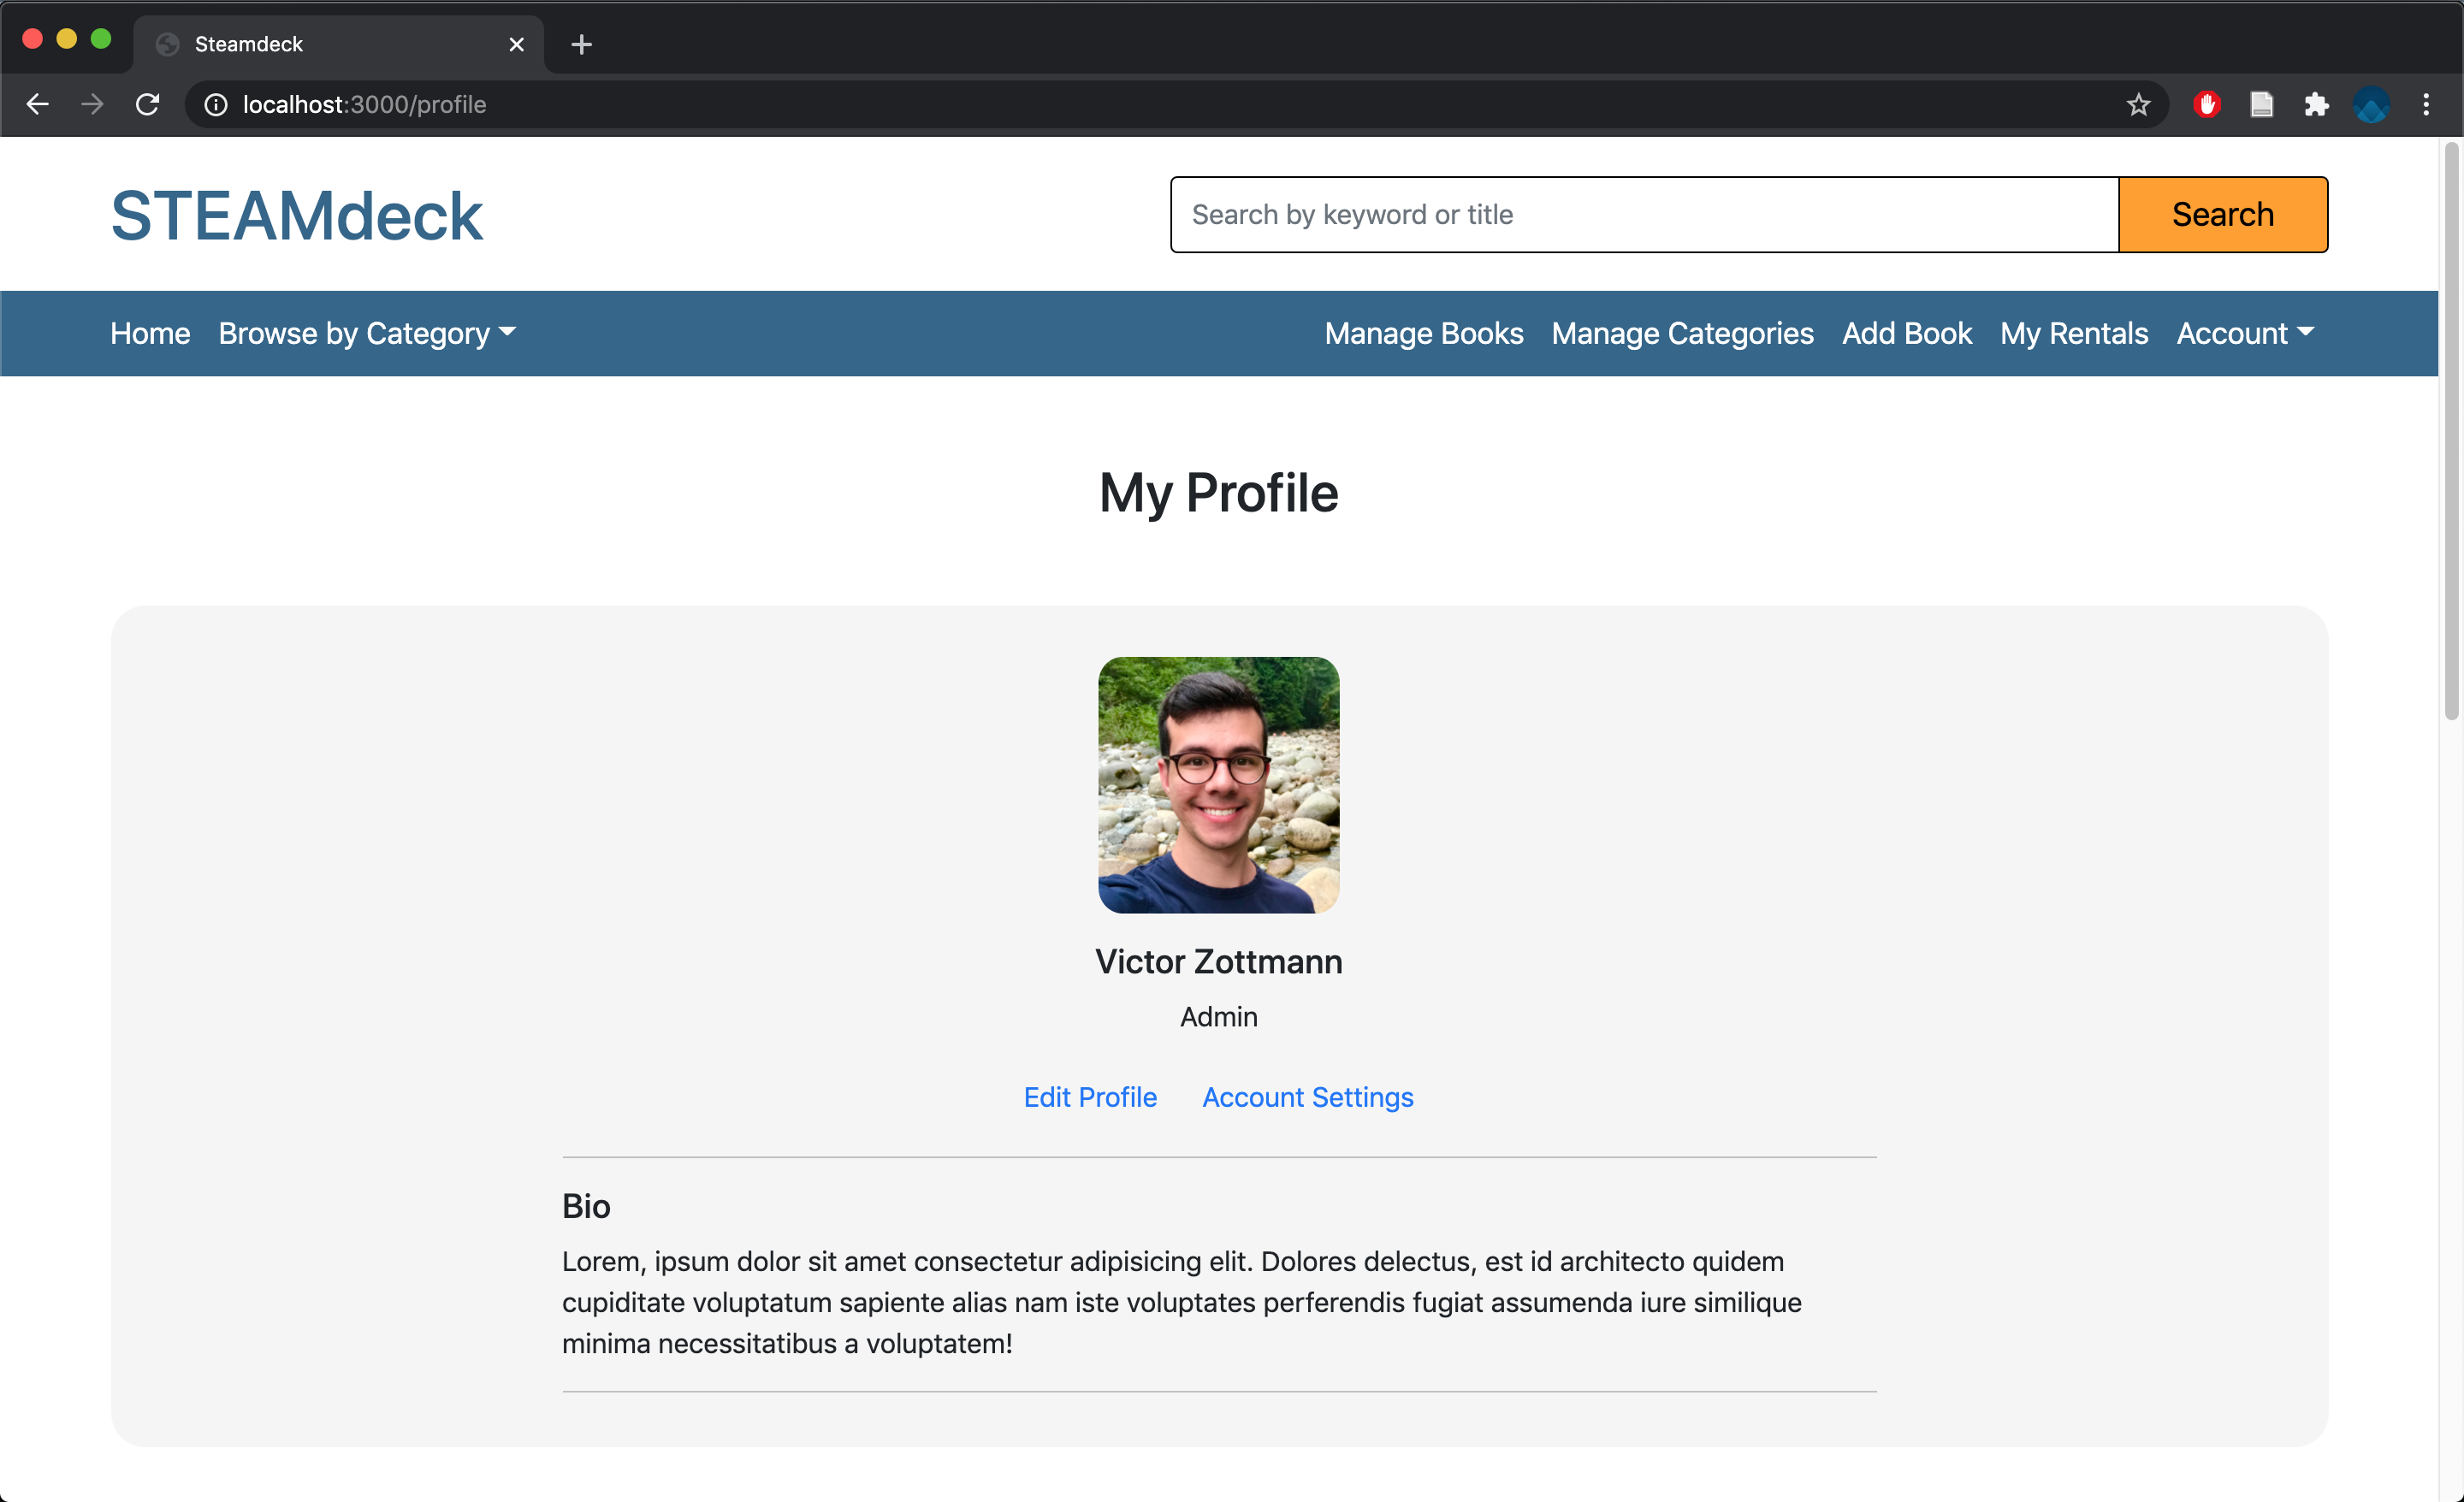 Steamdeck
localhost:3000/profile
STEAMdeck
Search by keyword or title
Search
Home Browse by Category
Manage Books Manage Categories Add Book My Rentals Account
My Profile
Victor Zottmann
Admin
Edit Profile Account Settings
Bio
Lorem, ipsum dolor sit amet consectetur adipisicing elit. Dolores delectus, est id architecto quidem
cupiditate voluptatum sapiente alias nam iste voluptates perferendis fugiat assumenda iure similique
minima necessitatibus a voluptatem!